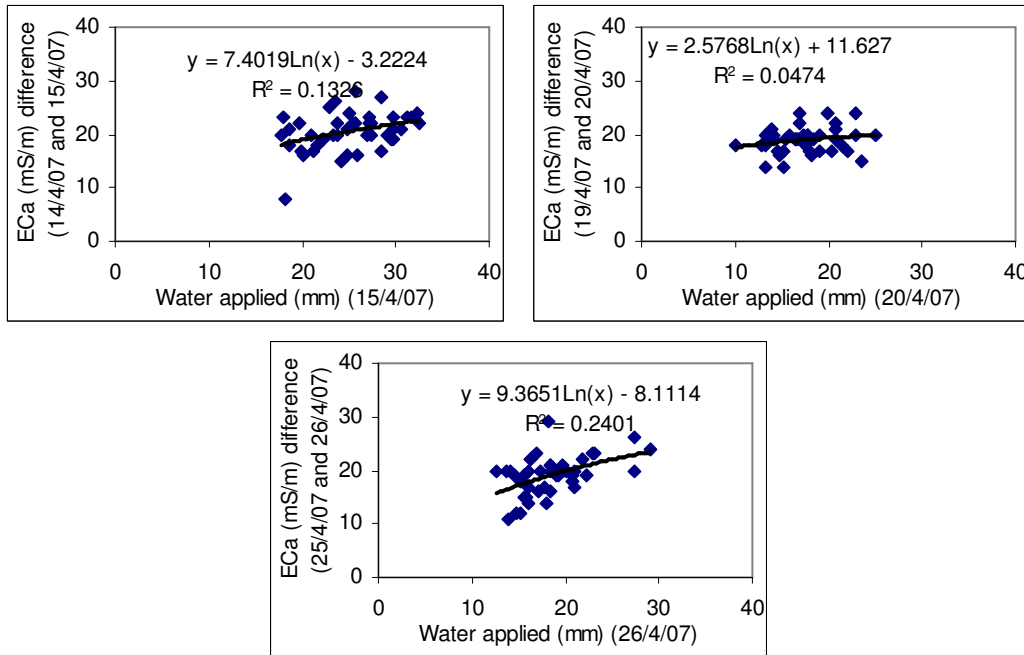 ECa (mS/m) difference
(14/4/07 and 15/4/07)
40
30
20
10
0
y = 7.4019Ln(x) - 3.2224
R² = 0.1326
0 10 20 30 40
Water applied (mm) (15/4/07)
ECa (mS/m) difference
(19/4/07 and 20/4/07)
40
30
20
10
0
y = 2.5768Ln(x) + 11.627
R² = 0.0474
0 10 20 30 40
Water applied (mm) (20/4/07)
ECa (mS/m) difference
(25/4/07 and 26/4/07)
40
30
20
10
0
y = 9.3651Ln(x) - 8.1114
R² = 0.2401
0 10 20 30 40
Water applied (mm) (26/4/07)